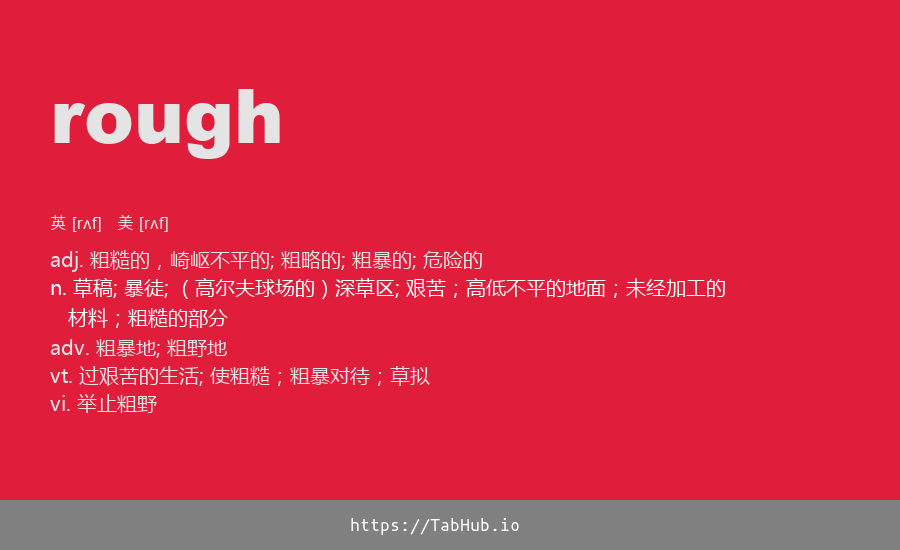 rough
英 [rʌf] 美 [rʌf]
adj. 粗糙的，崎岖不平的; 粗略的; 粗暴的; 危险的
n. 草稿; 暴徒; （高尔夫球场的）深草区; 艰苦；高低不平的地面；未经加工的
材料；粗糙的部分
adv. 粗暴地; 粗野地
vt. 过艰苦的生活; 使粗糙；粗暴对待；草拟
vi. 举止粗野
https://TabHub.io